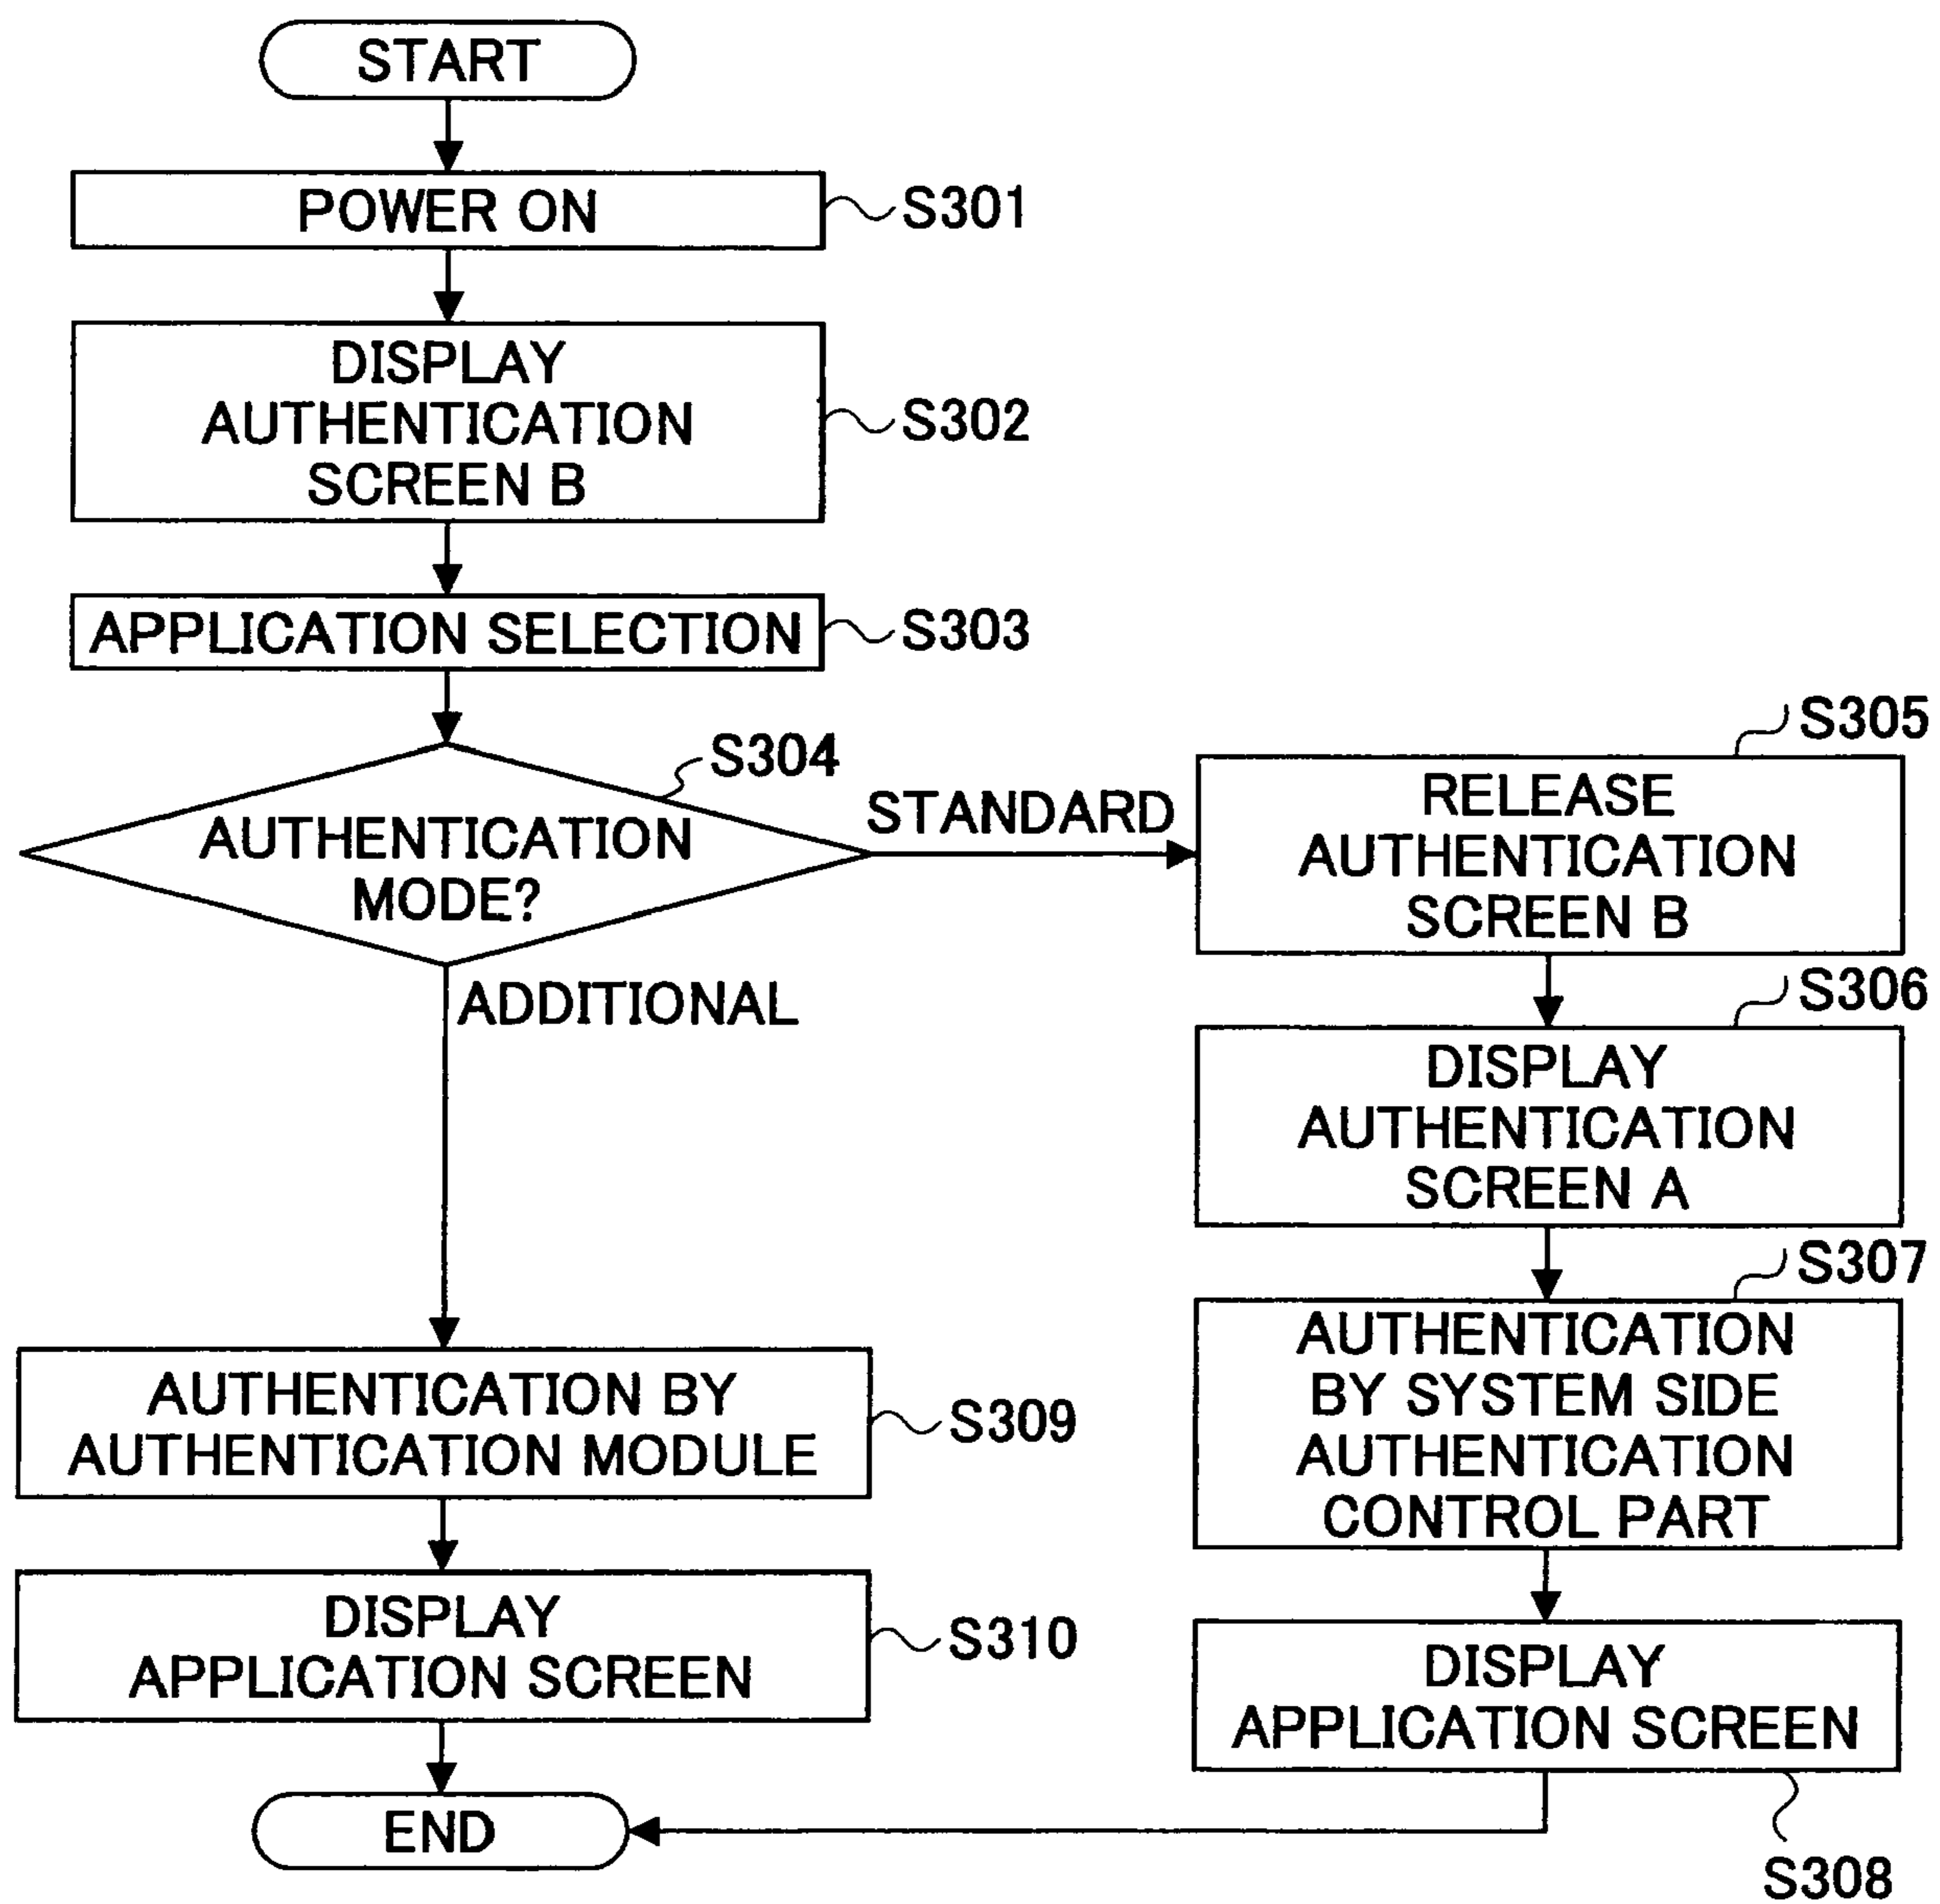 START
POWER ON
S301
DISPLAY
AUTHENTICATION
SCREEN B
S302
APPLICATION SELECTION
S303
S304
AUTHENTICATION
MODE?
STANDARD
ADDITIONAL
S305
RELEASE
AUTHENTICATION
SCREEN B
S306
DISPLAY
AUTHENTICATION
SCREEN A
S307
AUTHENTICATION
BY SYSTEM SIDE
AUTHENTICATION
CONTROL PART
DISPLAY
APPLICATION SCREEN
S308
AUTHENTICATION BY
AUTHENTICATION MODULE
S309
DISPLAY
APPLICATION SCREEN
S310
END